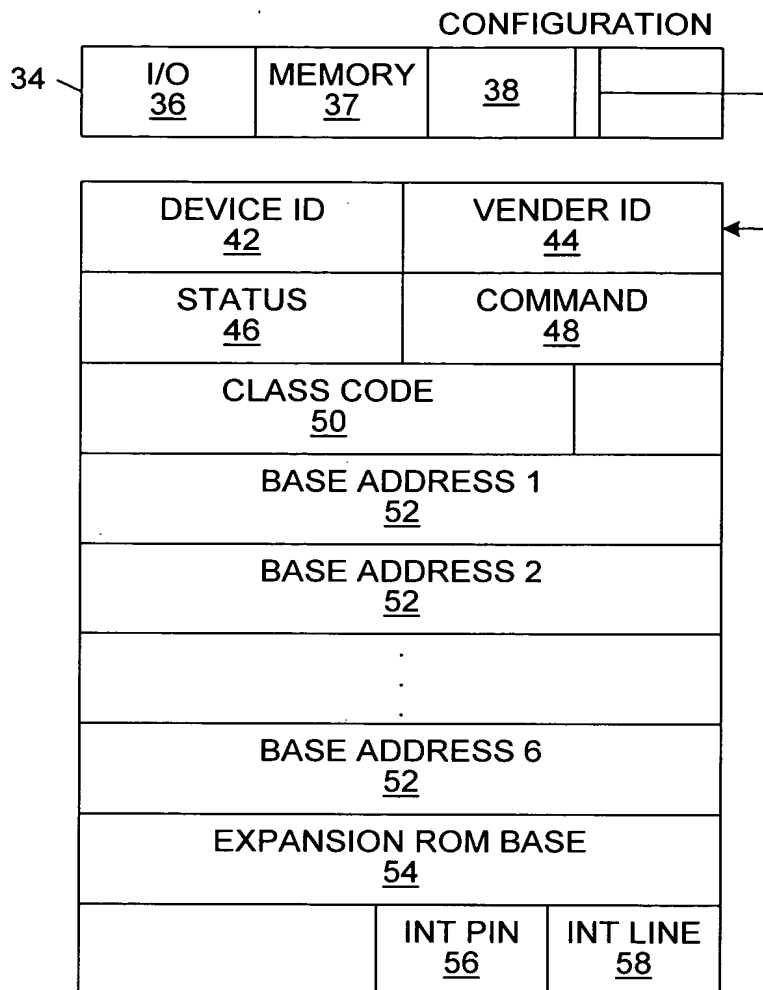 CONFIGURATION
34
I/O
36
MEMORY
37
38
DEVICE ID
42
VENDER ID
44
STATUS
46
COMMAND
48
CLASS CODE
50
BASE ADDRESS 1
52
BASE ADDRESS 2
52
.
.
.
BASE ADDRESS 6
52
EXPANSION ROM BASE
54
INT PIN
56
INT LINE
58